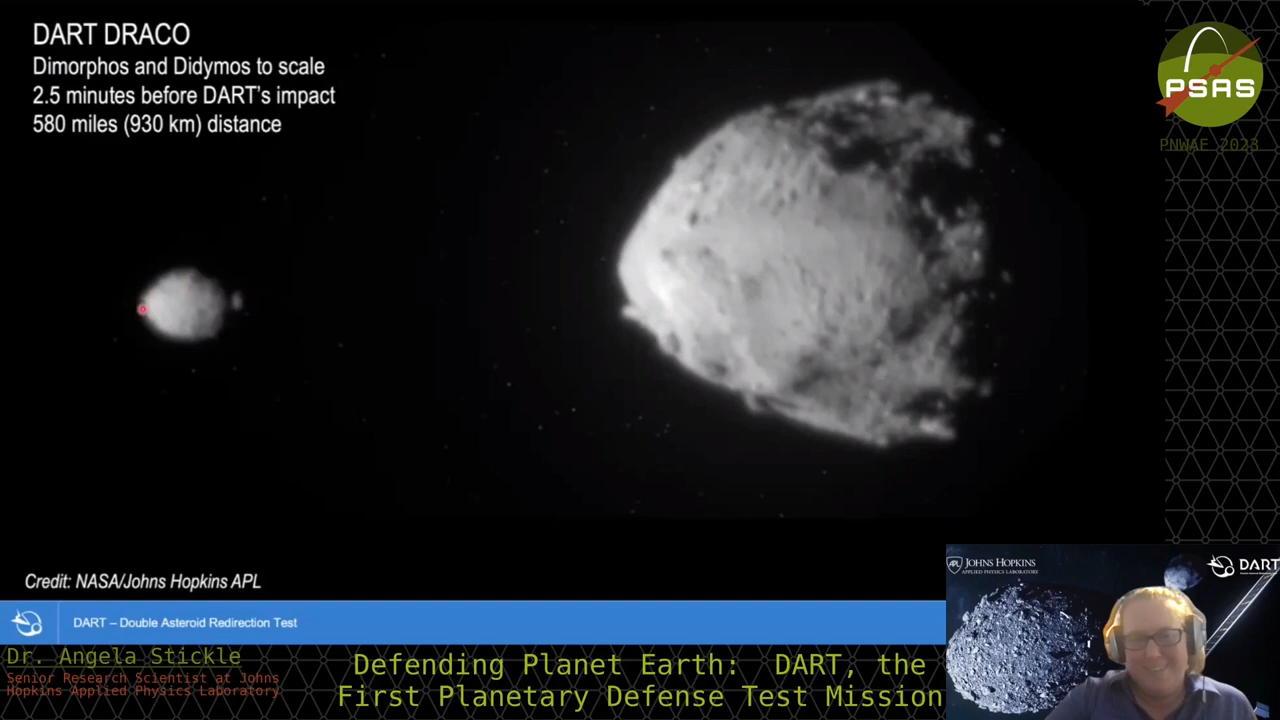 DART DRACO
Dimorphos and Didymos to scale
2.5 minutes before DART's impact
580 miles (930 km) distance
PSAS
PNWAE 2023
Credit: NASA/Johns Hopkins APL
JOHNS HOPKINS
APPLIED PHYSICS LABORATORY
DART
DART – Double Asteroid Redirection Test
Dr. Angela Stickle
Senior Research Scientist at Johns
Hopkins Applied Physics Laboratory
Defending Planet Earth: DART, the
First Planetary Defense Test Mission